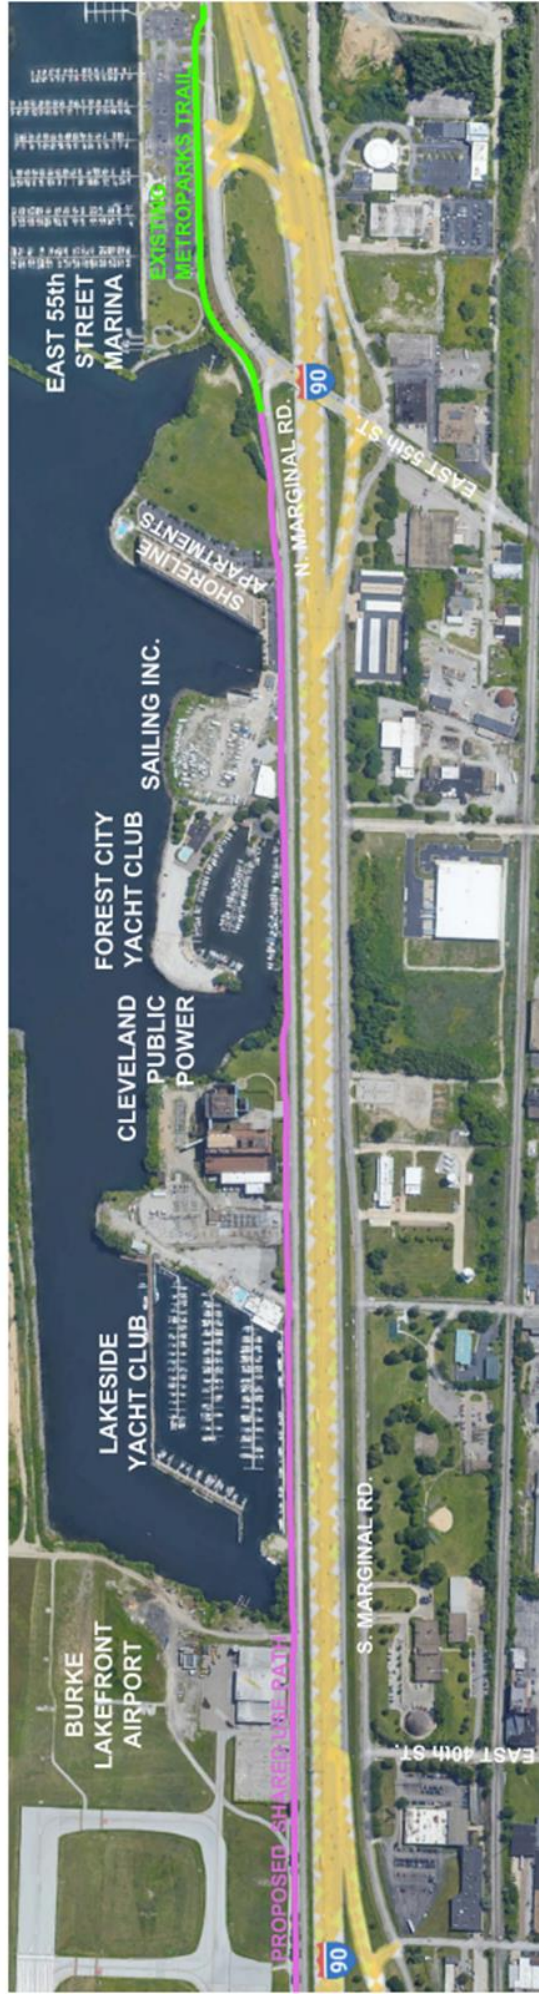 BURKE
LAKEFRONT
AIRPORT
LAKESIDE
YACHT CLUB
CLEVELAND
PUBLIC
POWER
FOREST CITY
YACHT CLUB
SAILING INC.
SHORELINE
APARTMENTS
EAST 55th
STREET
MARINA
EXISTING
METROPARKS TRAIL
PROPOSED SHARED USE PATH
N. MARGINAL RD.
90
90
S. MARGINAL RD.
EAST 40th ST.
EAST 55th ST.